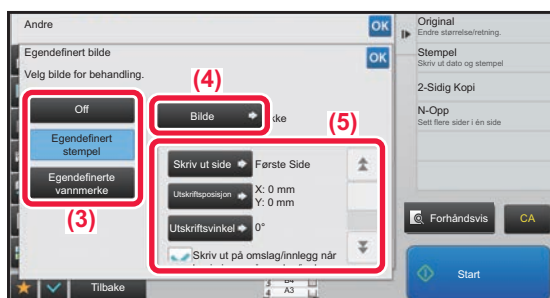 Andre
OK
Egendefinert bilde
OK
Velg bilde for behandling.
(4)
Off
Bilde
kke
(5)
Egendefinert
stempel
Egendefinerte
vannmerke
(3)
Skriv ut side
Første Side
Utskriftsposisjon
X: 0 mm
Y: 0 mm
Utskriftsvinkel
0°
Skriv ut på omslag/innlegg når
Tilbake
B4
A3
Original
Endre størrelse/retning.
Stempel
Skriv ut dato og stempel
2-Sidig Kopi
N-Opp
Sett flere sider i én side
Forhåndsvis
CA
Start